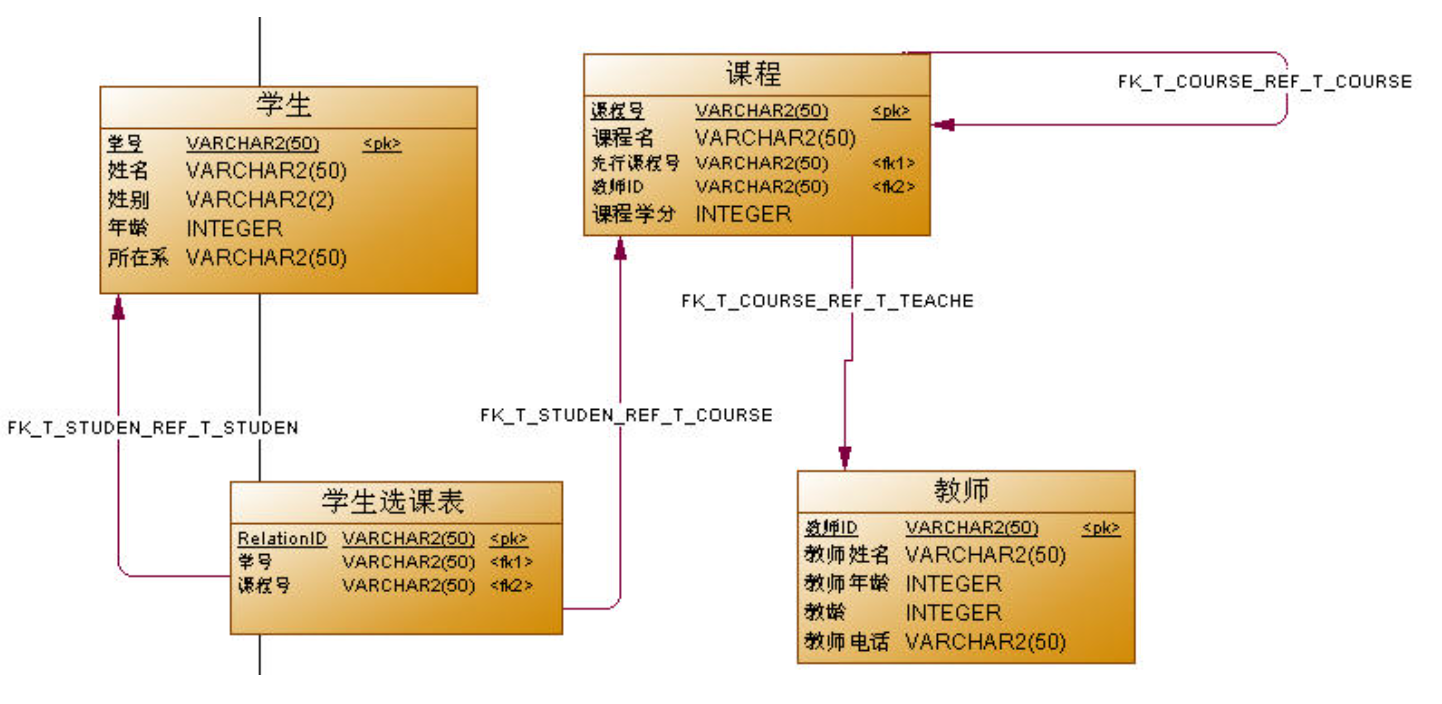 学生
学号 VARCHAR2(50) <pk>
姓名 VARCHAR2(50)
姓别 VARCHAR2(2)
年龄 INTEGER
所在系 VARCHAR2(50)
课程
课程号 VARCHAR2(50) <pk>
课程名 VARCHAR2(50)
先行课程号 VARCHAR2(50) <fk1>
教师ID VARCHAR2(50) <fk2>
课程学分 INTEGER
FK_T_COURSE_REF_T_COURSE
FK_T_COURSE_REF_T_TEACHE
FK_T_STUDEN_REF_T_STUDEN
FK_T_STUDEN_REF_T_COURSE
学生选课表
RelationID VARCHAR2(50) <pk>
学号 VARCHAR2(50) <fk1>
课程号 VARCHAR2(50) <fk2>
教师
教师ID VARCHAR2(50) <pk>
教师姓名 VARCHAR2(50)
教师年龄 INTEGER
教龄 INTEGER
教师电话 VARCHAR2(50)